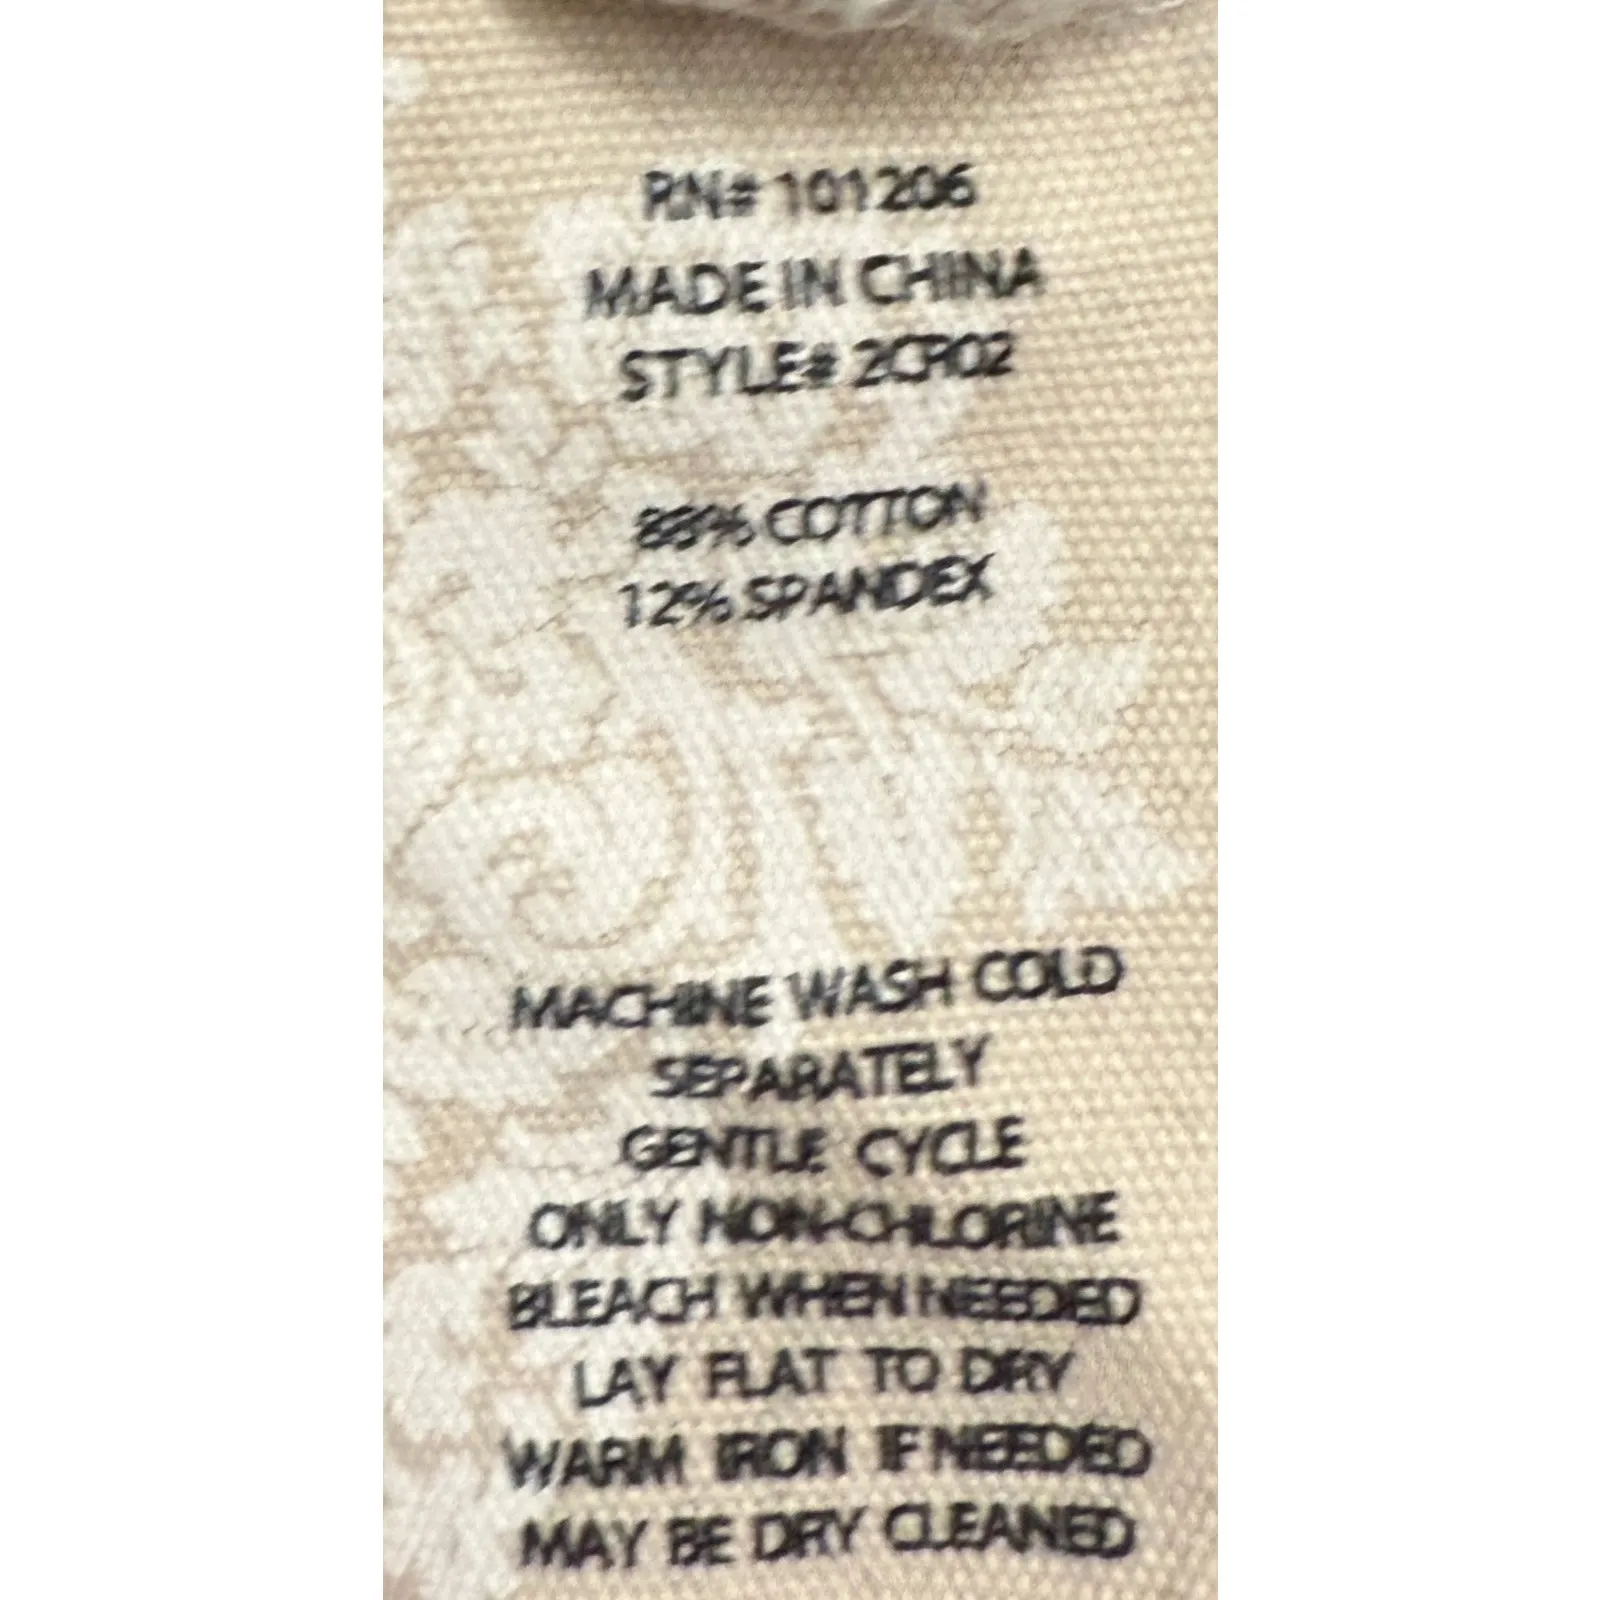 RN# 101206
MADE IN CHINA
STYLE# 2CR02
88% COTTON
12% SPANDEX
MACHINE WASH COLD
SEPARATELY
GENTLE CYCLE
ONLY NON-CHLORINE
BLEACH WHEN NEEDED
LAY FLAT TO DRY
WARM IRON IF NEEDED
MAY BE DRY CLEANED